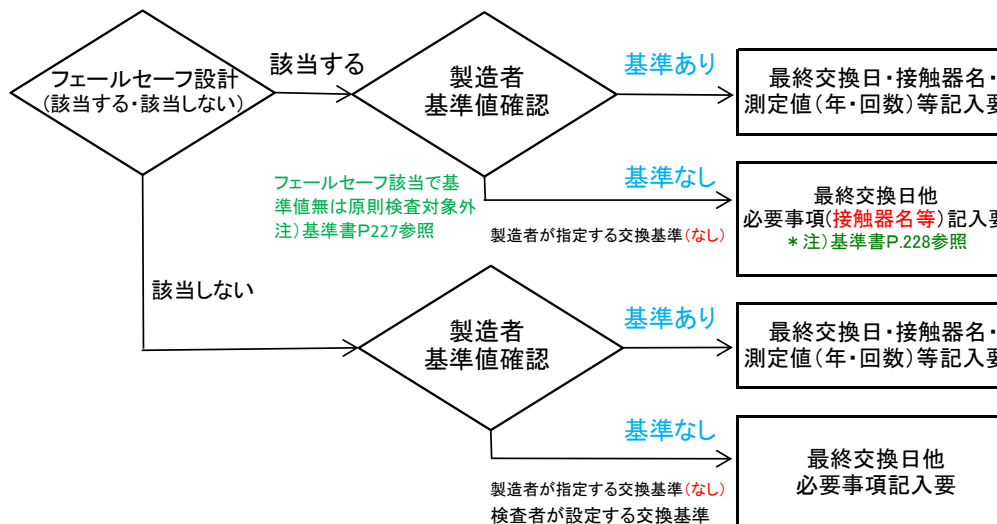 フェールセーフ設計
(該当する・該当しない)
該当する
製造者
基準値確認
基準あり
最終交換日・接触器名・
測定値(年・回数)等記入要
基準なし
フェールセーフ該当で基
準値無は原則検査対象外
注)基準書P227参照
製造者が指定する交換基準(なし)
最終交換日他
必要事項(接触器名等)記入要
＊注)基準書P.228参照
該当しない
製造者
基準値確認
基準あり
最終交換日・接触器名・
測定値(年・回数)等記入要
基準なし
製造者が指定する交換基準(なし)
検査者が設定する交換基準
最終交換日他
必要事項記入要